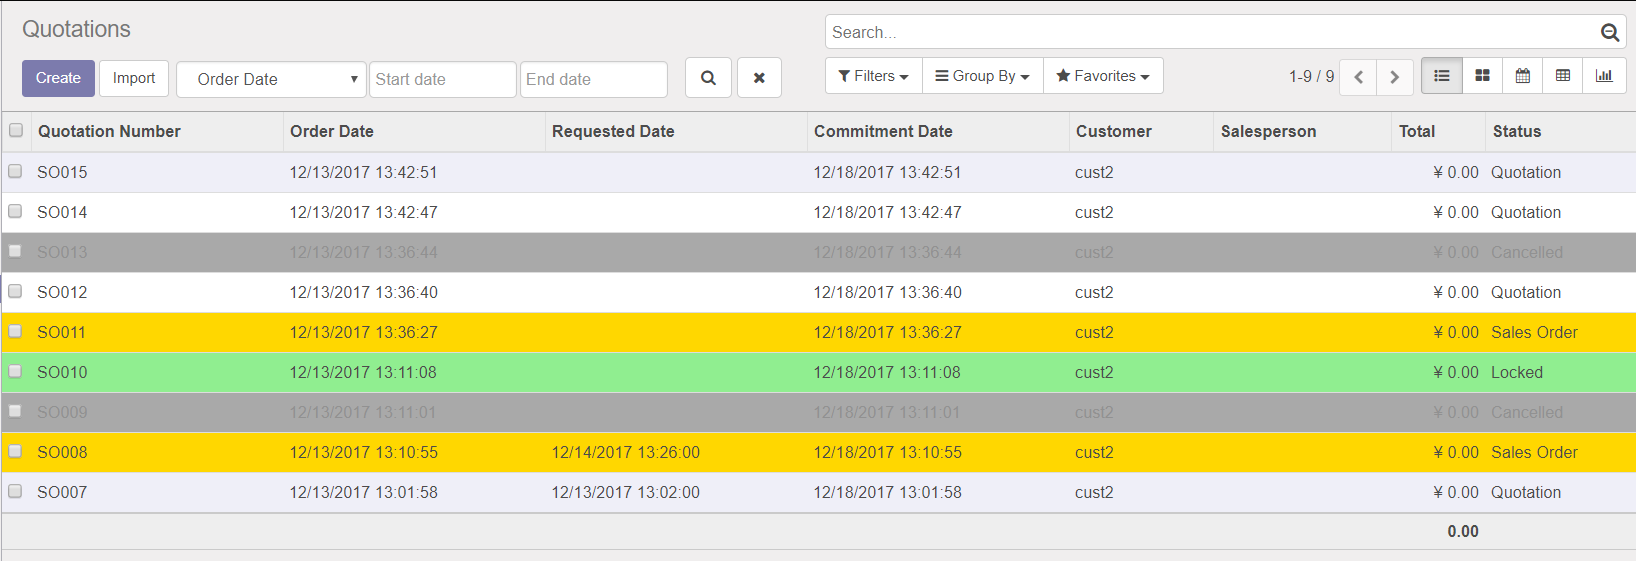 Quotations
Search...
Create Import Order Date Start date End date Filters Group By Favorites 1-9 / 9
Quotation Number Order Date Requested Date Commitment Date Customer Salesperson Total Status
SO015 12/13/2017 13:42:51 12/18/2017 13:42:51 cust2 ¥ 0.00 Quotation
SO014 12/13/2017 13:42:47 12/18/2017 13:42:47 cust2 ¥ 0.00 Quotation
SO013 12/13/2017 13:36:44 12/18/2017 13:36:44 cust2 ¥ 0.00 Cancelled
SO012 12/13/2017 13:36:40 12/18/2017 13:36:40 cust2 ¥ 0.00 Quotation
SO011 12/13/2017 13:36:27 12/18/2017 13:36:27 cust2 ¥ 0.00 Sales Order
SO010 12/13/2017 13:11:08 12/18/2017 13:11:08 cust2 ¥ 0.00 Locked
SO009 12/13/2017 13:11:01 12/18/2017 13:11:01 cust2 ¥ 0.00 Cancelled
SO008 12/13/2017 13:10:55 12/14/2017 13:26:00 12/18/2017 13:10:55 cust2 ¥ 0.00 Sales Order
SO007 12/13/2017 13:01:58 12/13/2017 13:02:00 12/18/2017 13:01:58 cust2 ¥ 0.00 Quotation
0.00